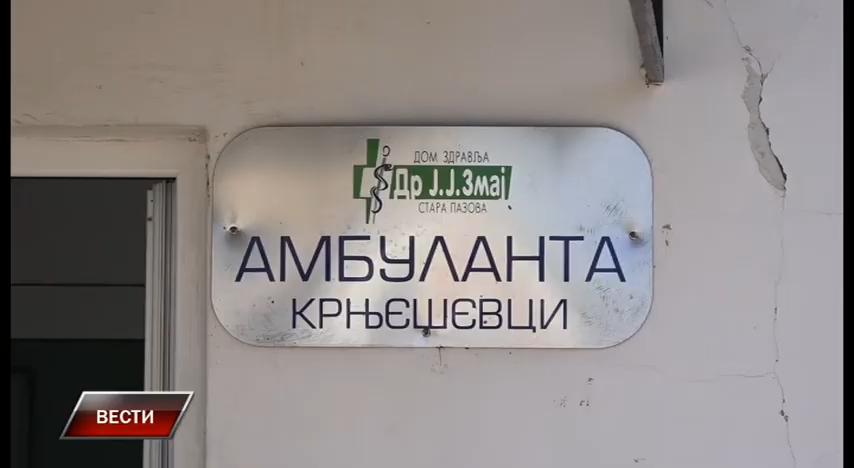 ДОМ ЗДРАВЉА
Др Ј.Ј.Змај
СТАРА ПАЗОВА
АМБУЛАНТА
КРЊЕШЕВЦИ
ВЕСТИ